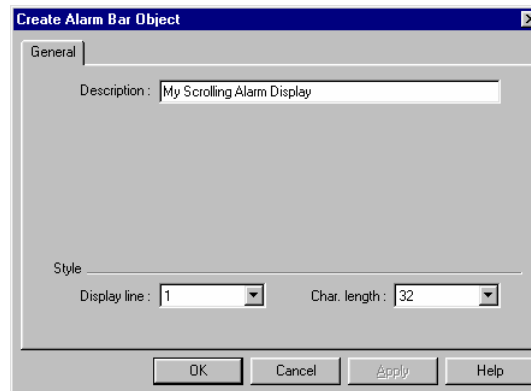 Create Alarm Bar Object
General
Description : My Scrolling Alarm Display
Style
Display line : 1 Char. length : 32
OK Cancel Apply Help